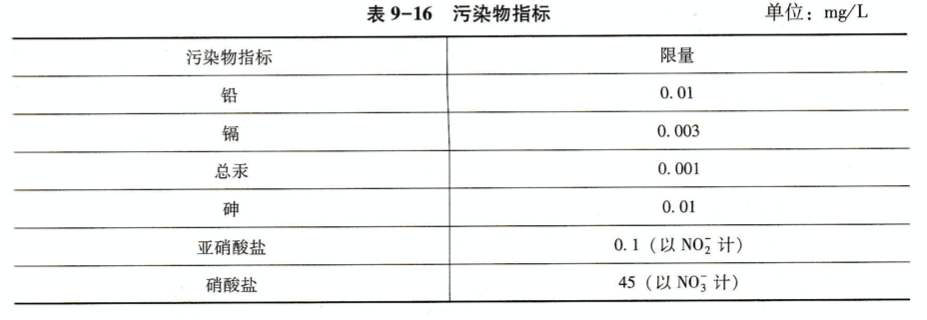 表 9-16 污染物指标 单位：mg/L
污染物指标 限量
铅 0.01
镉 0.003
总汞 0.001
砷 0.01
亚硝酸盐 0.1（以 NO₂⁻ 计）
硝酸盐 45（以 NO₃⁻ 计）